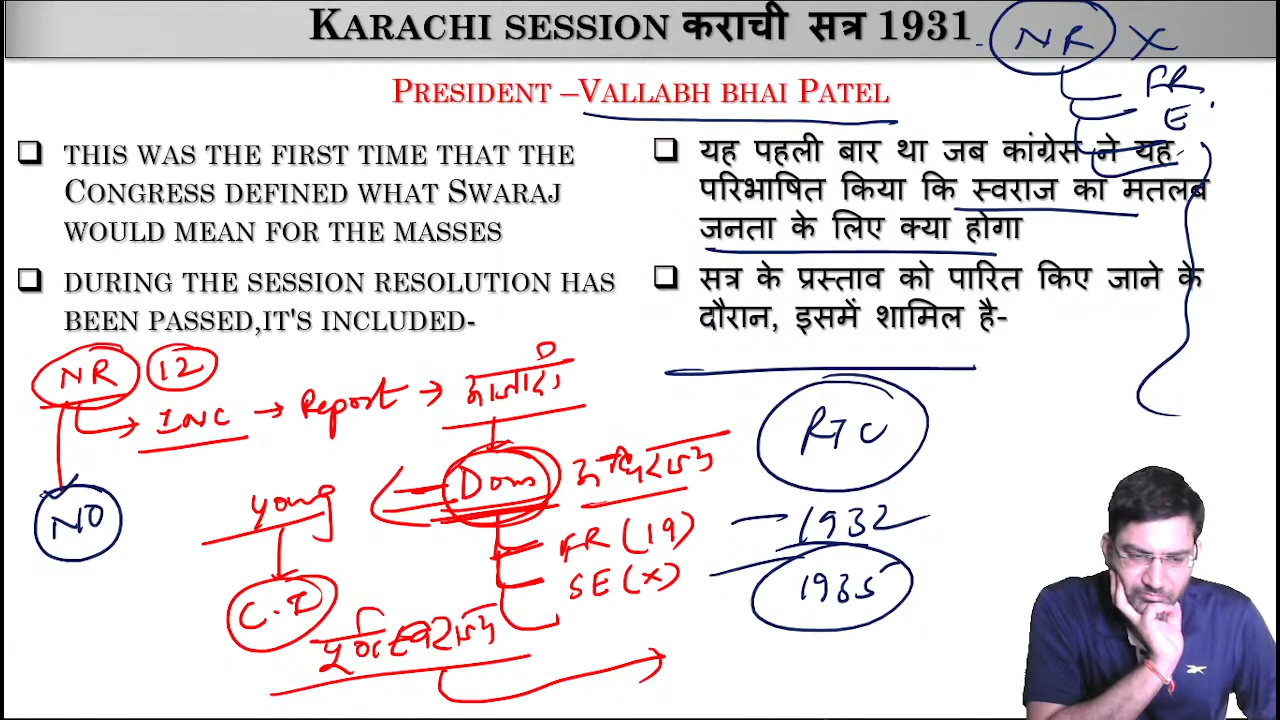 KARACHI SESSION कराची सत्र 1931
NR X
FR
E
PRESIDENT –VALLABH BHAI PATEL
❑ THIS WAS THE FIRST TIME THAT THE
CONGRESS DEFINED WHAT SWARAJ
WOULD MEAN FOR THE MASSES
❑ DURING THE SESSION RESOLUTION HAS
BEEN PASSED,IT'S INCLUDED-
❑ यह पहली बार था जब कांग्रेस ने यह
परिभाषित किया कि स्वराज का मतलब
जनता के लिए क्या होगा
❑ सत्र के प्रस्ताव को पारित किए जाने के
दौरान, इसमें शामिल है-
NR 12
INC → Report →
NO
Dom
FR (19)
SE (X)
young
C.I
पूर्ण स्वराज
RTC
1932
1935